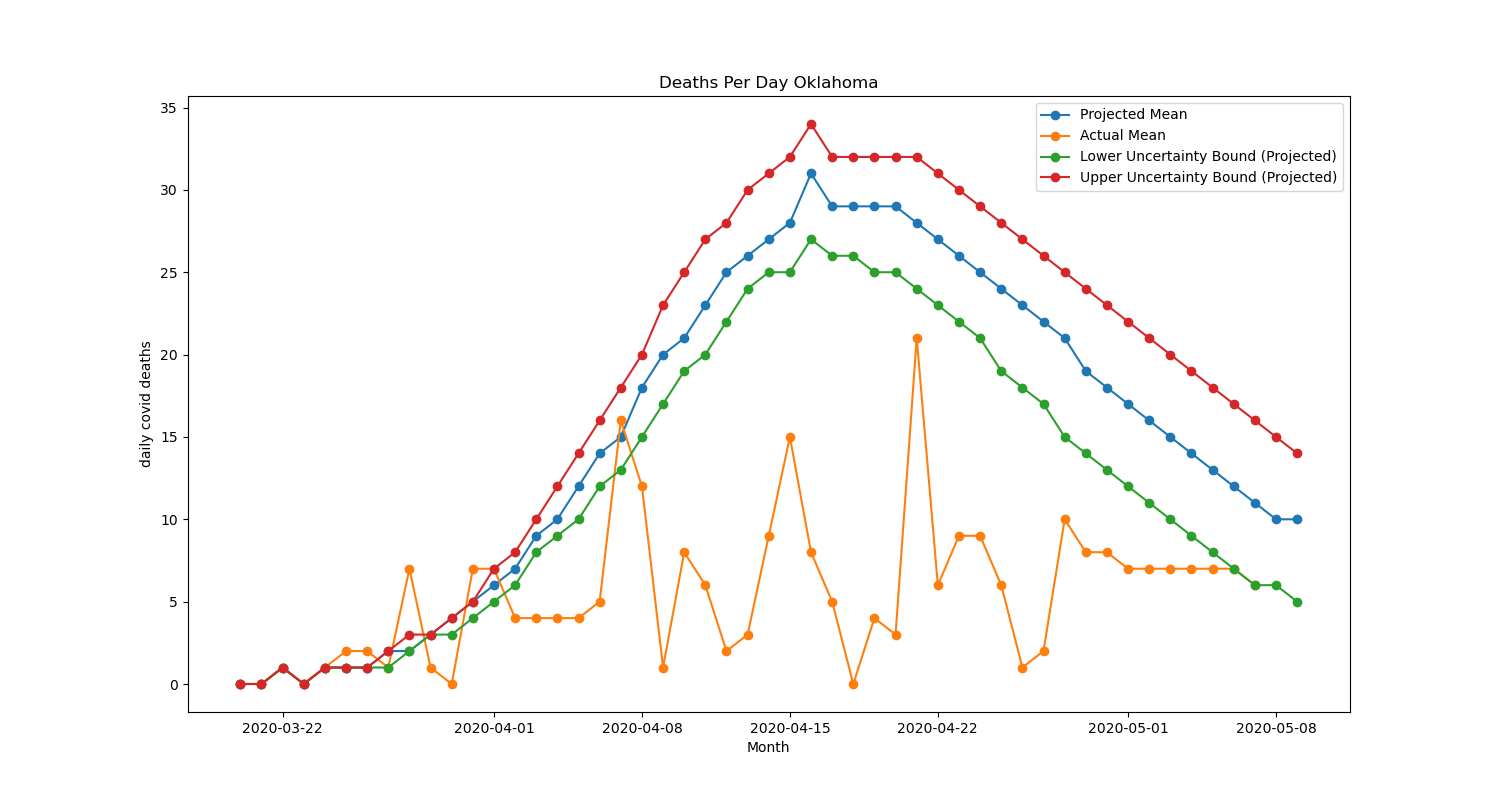 Deaths Per Day Oklahoma
35
30
25
20
15
10
5
0
daily covid deaths
Projected Mean
Actual Mean
Lower Uncertainty Bound (Projected)
Upper Uncertainty Bound (Projected)
2020-03-22 2020-04-01 2020-04-08 2020-04-15 2020-04-22 2020-05-01 2020-05-08
Month